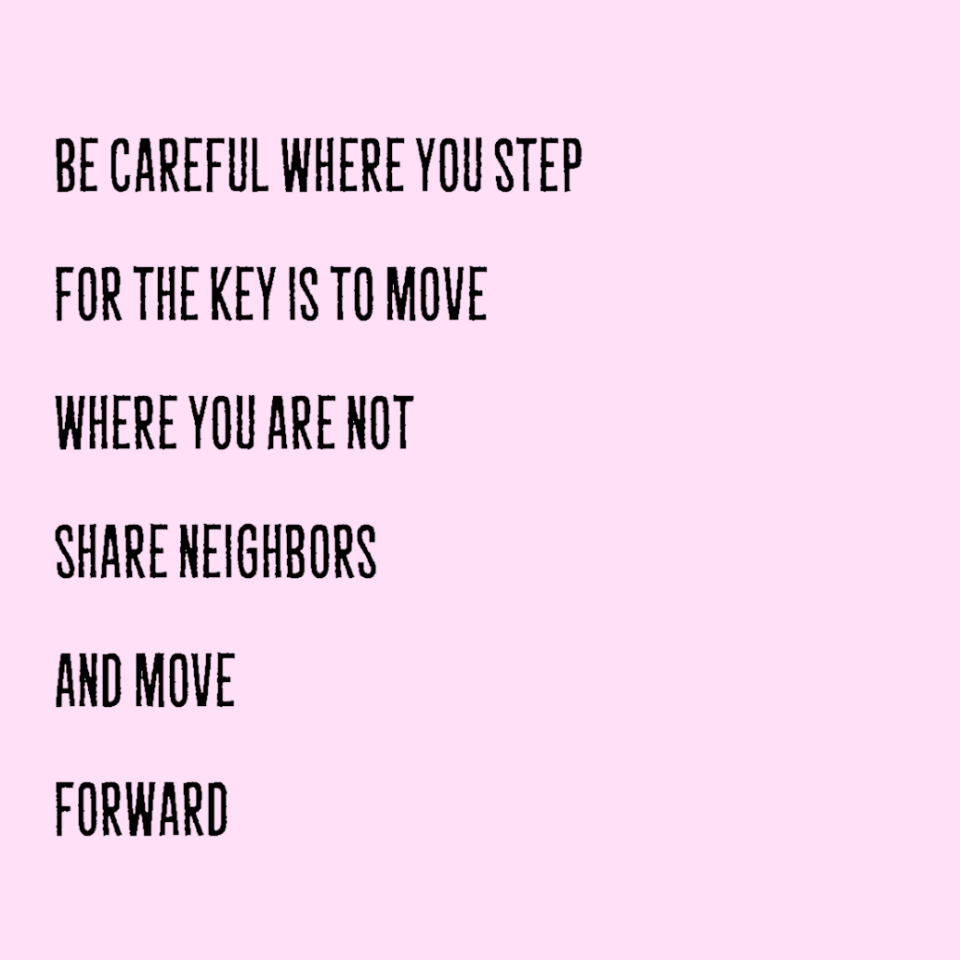 BE CAREFUL WHERE YOU STEP
FOR THE KEY IS TO MOVE
WHERE YOU ARE NOT
SHARE NEIGHBORS
AND MOVE
FORWARD